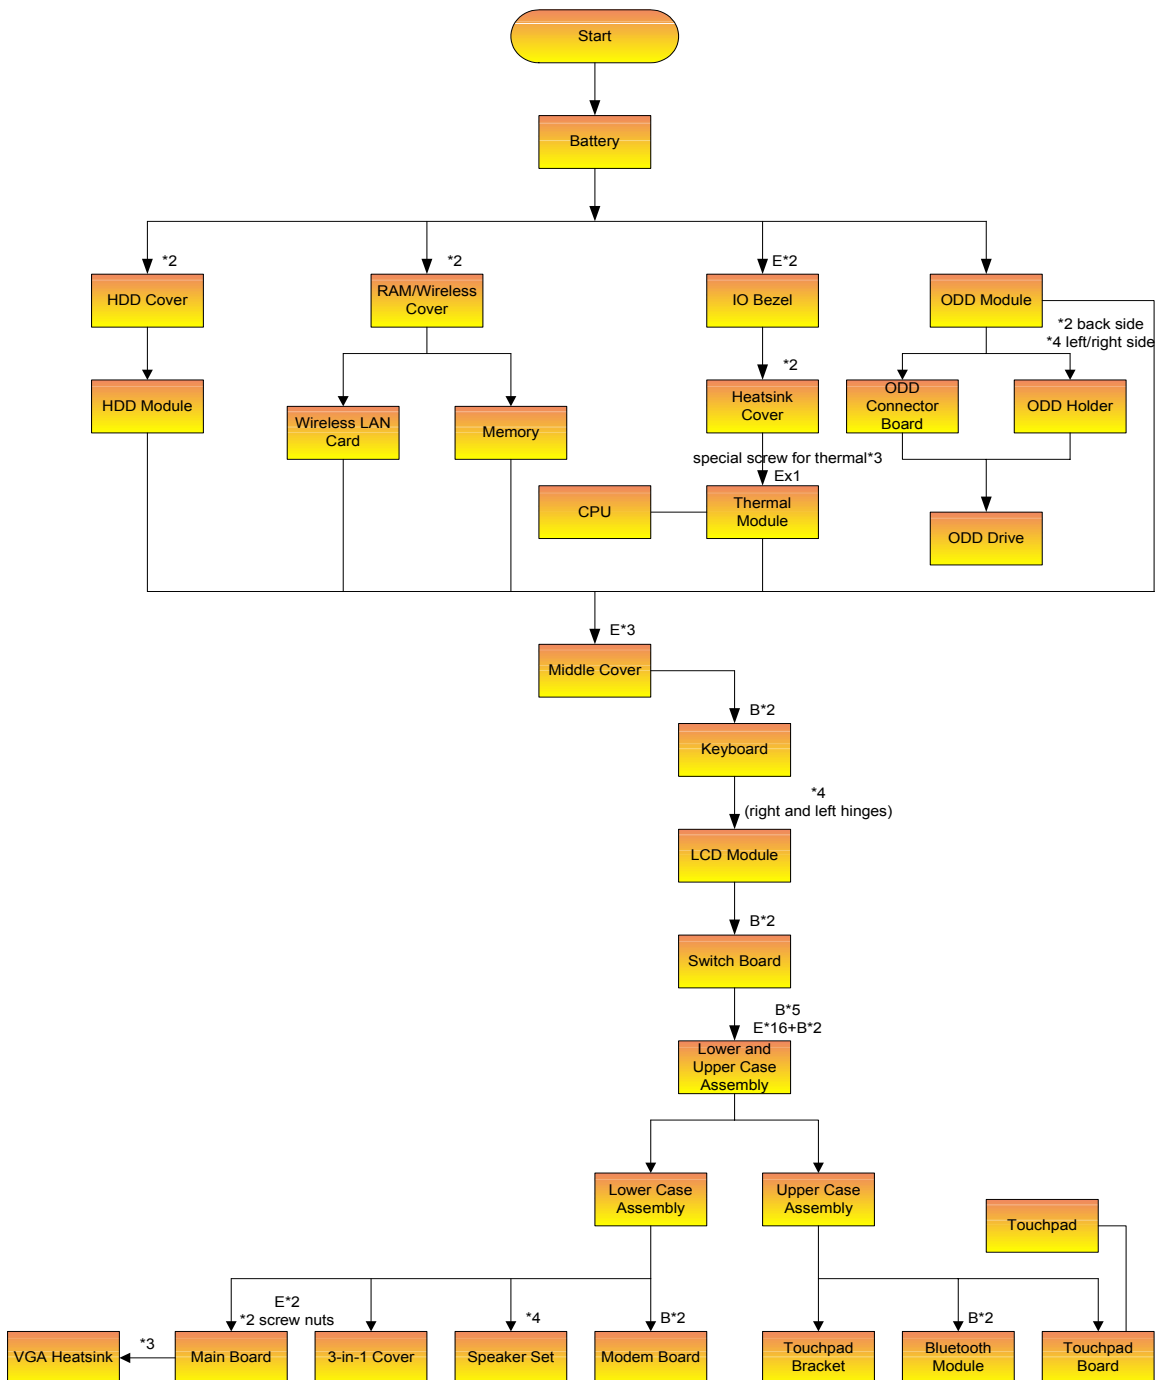 Start
Battery
*2
*2
E*2
HDD Cover
RAM/Wireless
Cover
IO Bezel
ODD Module
*2 back side
*4 left/right side
*2
HDD Module
Wireless LAN
Card
Memory
Heatsink
Cover
ODD
Connector
Board
ODD Holder
special screw for thermal*3
Ex1
CPU
Thermal
Module
ODD Drive
E*3
Middle Cover
B*2
Keyboard
*4
(right and left hinges)
LCD Module
B*2
Switch Board
B*5
E*16+B*2
Lower and
Upper Case
Assembly
Lower Case
Assembly
Upper Case
Assembly
Touchpad
E*2
*2 screw nuts
*4
B*2
B*2
*3
VGA Heatsink
Main Board
3-in-1 Cover
Speaker Set
Modem Board
Touchpad
Bracket
Bluetooth
Module
Touchpad
Board